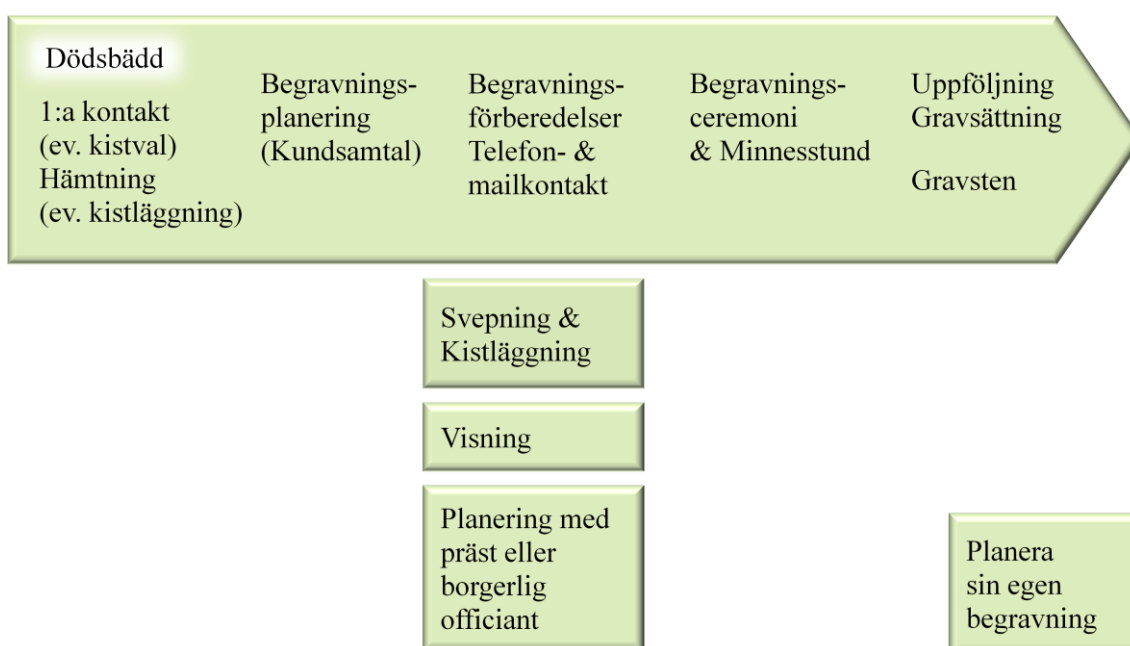 Dödsbädd
1:a kontakt
(ev. kistval)
Hämtning
(ev. kistläggning)
Begravnings-
planering
(Kundsamtal)
Begravnings-
förberedelser
Telefon- &
mailkontakt
Begravnings-
ceremoni
& Minnesstund
Uppföljning
Gravsättning
Gravsten
Svepning &
Kistläggning
Visning
Planering med
präst eller
borgerlig
officiant
Planera
sin egen
begravning